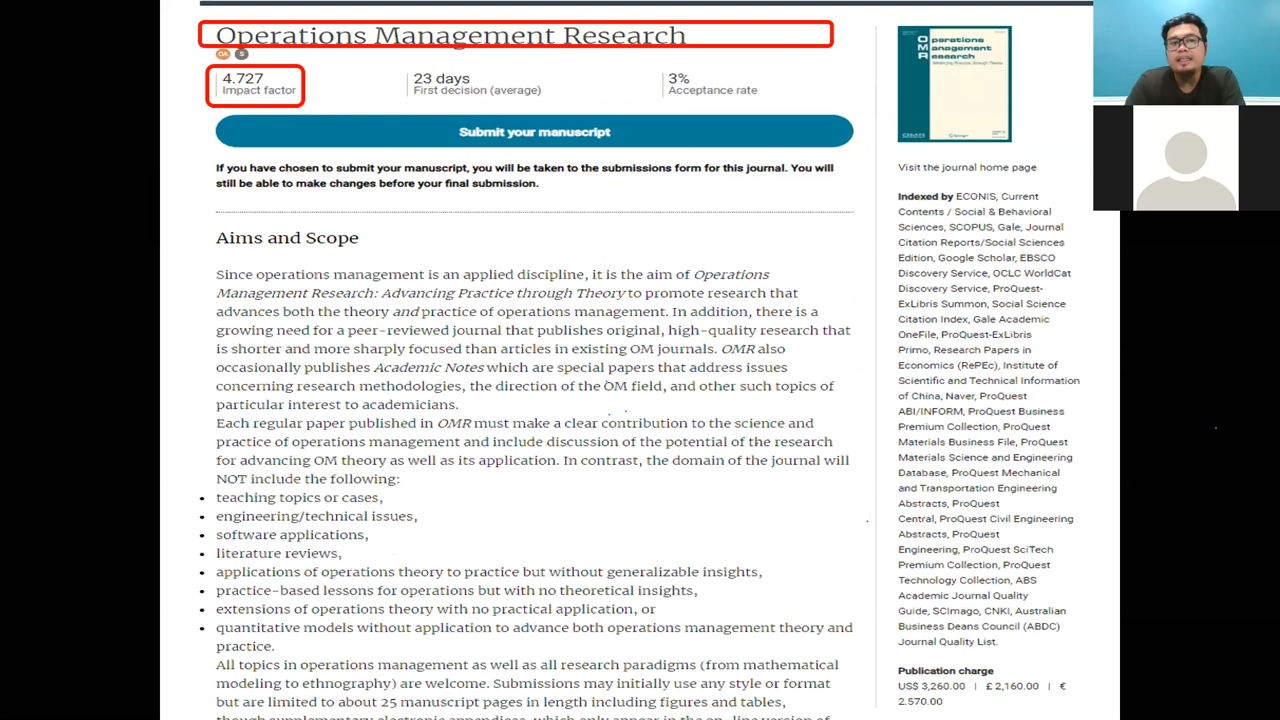 Operations Management Research
OA S
4.727
Impact factor
23 days
First decision (average)
3%
Acceptance rate
Submit your manuscript
If you have chosen to submit your manuscript, you will be taken to the submissions form for this journal. You will
still be able to make changes before your final submission.
Aims and Scope
Since operations management is an applied discipline, it is the aim of Operations
Management Research: Advancing Practice through Theory to promote research that
advances both the theory and practice of operations management. In addition, there is a
growing need for a peer-reviewed journal that publishes original, high-quality research that
is shorter and more sharply focused than articles in existing OM journals. OMR also
occasionally publishes Academic Notes which are special papers that address issues
concerning research methodologies, the direction of the OM field, and other such topics of
particular interest to academicians.
Each regular paper published in OMR must make a clear contribution to the science and
practice of operations management and include discussion of the potential of the research
for advancing OM theory as well as its application. In contrast, the domain of the journal will
NOT include the following:
• teaching topics or cases,
• engineering/technical issues,
• software applications,
• literature reviews,
• applications of operations theory to practice but without generalizable insights,
• practice-based lessons for operations but with no theoretical insights,
• extensions of operations theory with no practical application, or
• quantitative models without application to advance both operations management theory and
practice.
All topics in operations management as well as all research paradigms (from mathematical
modeling to ethnography) are welcome. Submissions may initially use any style or format
but are limited to about 25 manuscript pages in length including figures and tables,
though supplementary electronic appendices, which only appear in the on-line version of
Operations
Management
Research
Advancing Practice through Theory
OMR
Springer
Visit the journal home page
Indexed by ECONIS, Current
Contents / Social & Behavioral
Sciences, SCOPUS, Gale, Journal
Citation Reports/Social Sciences
Edition, Google Scholar, EBSCO
Discovery Service, OCLC WorldCat
Discovery Service, ProQuest-
ExLibris Summon, Social Science
Citation Index, Gale Academic
OneFile, ProQuest-ExLibris
Primo, Research Papers in
Economics (RePEc), Institute of
Scientific and Technical Information
of China, Naver, ProQuest
ABI/INFORM, ProQuest Business
Premium Collection, ProQuest
Materials Business File, ProQuest
Materials Science and Engineering
Database, ProQuest Mechanical
and Transportation Engineering
Abstracts, ProQuest
Central, ProQuest Civil Engineering
Abstracts, ProQuest
Engineering, ProQuest SciTech
Premium Collection, ProQuest
Technology Collection, ABS
Academic Journal Quality
Guide, SCImago, CNKI, Australian
Business Deans Council (ABDC)
Journal Quality List.
Publication charge
US$ 3,260.00 | £ 2,160.00 | €
2.570.00